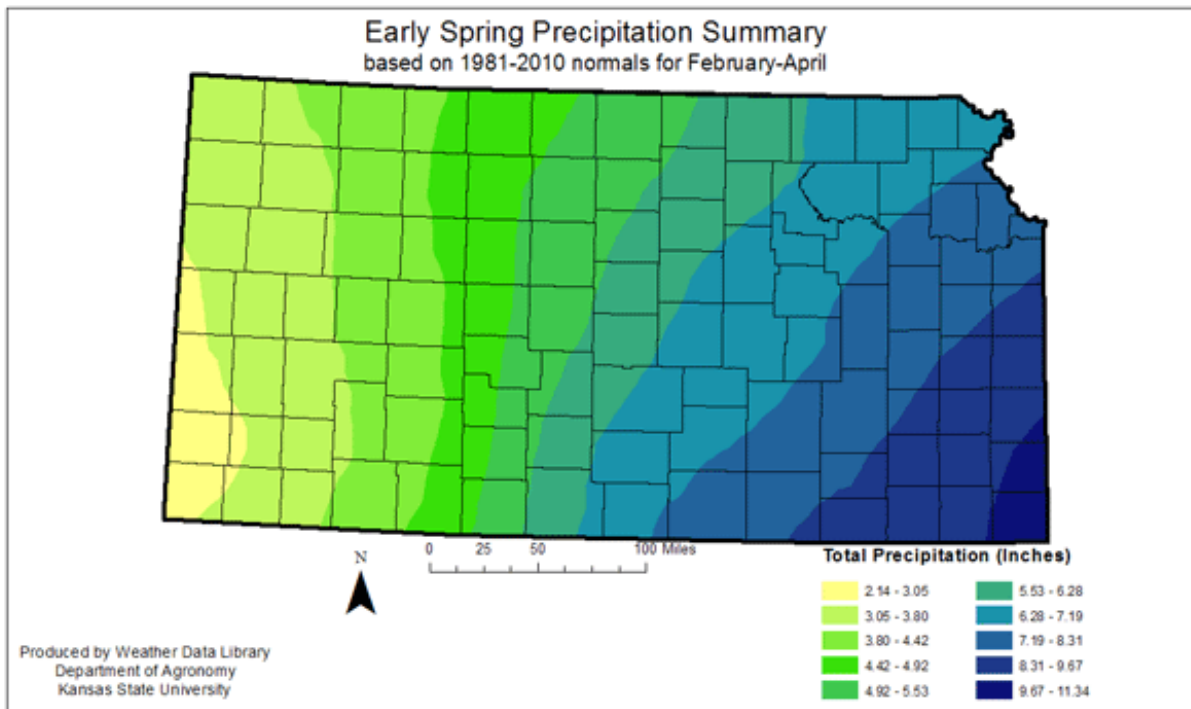 Early Spring Precipitation Summary
based on 1981-2010 normals for February-April
N
0 25 50 100 Miles
Total Precipitation (Inches)
2.14 - 3.05
3.05 - 3.80
3.80 - 4.42
4.42 - 4.92
4.92 - 5.53
5.53 - 6.28
6.28 - 7.19
7.19 - 8.31
8.31 - 9.67
9.67 - 11.34
Produced by Weather Data Library
Department of Agronomy
Kansas State University